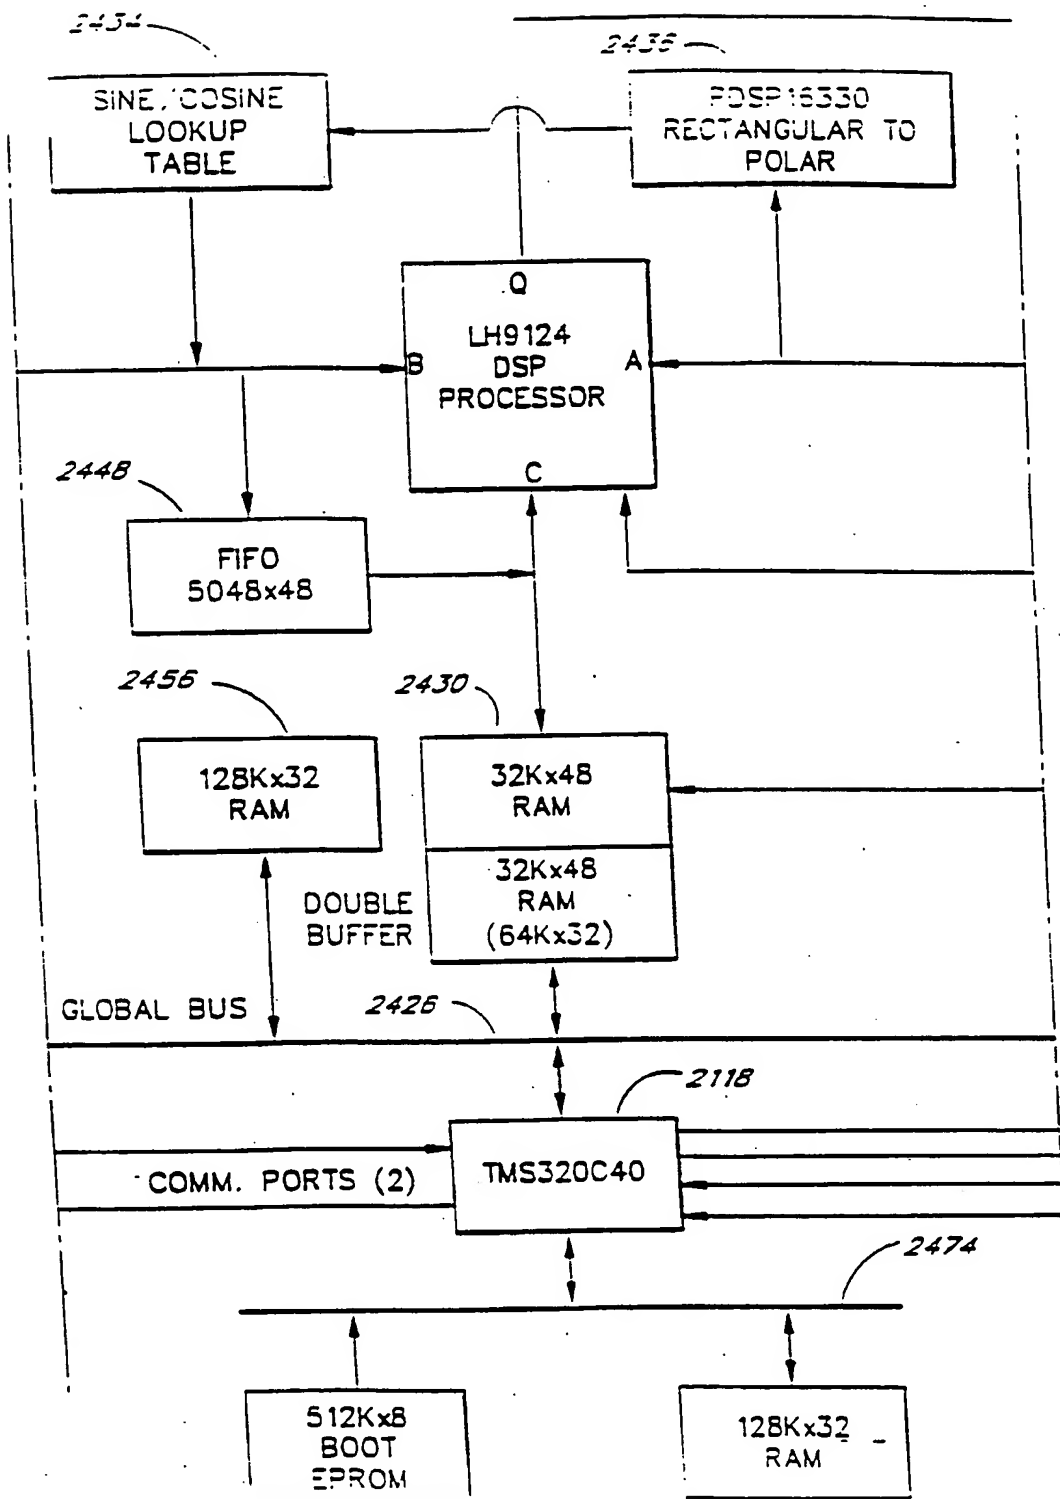 2434
2436
SINE/COSINE
LOOKUP
TABLE
PDSP16330
RECTANGULAR TO
POLAR
Q
LH9124
DSP
PROCESSOR
B
A
C
2448
FIFO
5048x48
2456
2430
128Kx32
RAM
32Kx48
RAM
32Kx48
RAM
(64Kx32)
DOUBLE
BUFFER
GLOBAL BUS
2426
2118
TMS320C40
COMM. PORTS (2)
2474
512Kx8
BOOT
EPROM
128Kx32
RAM